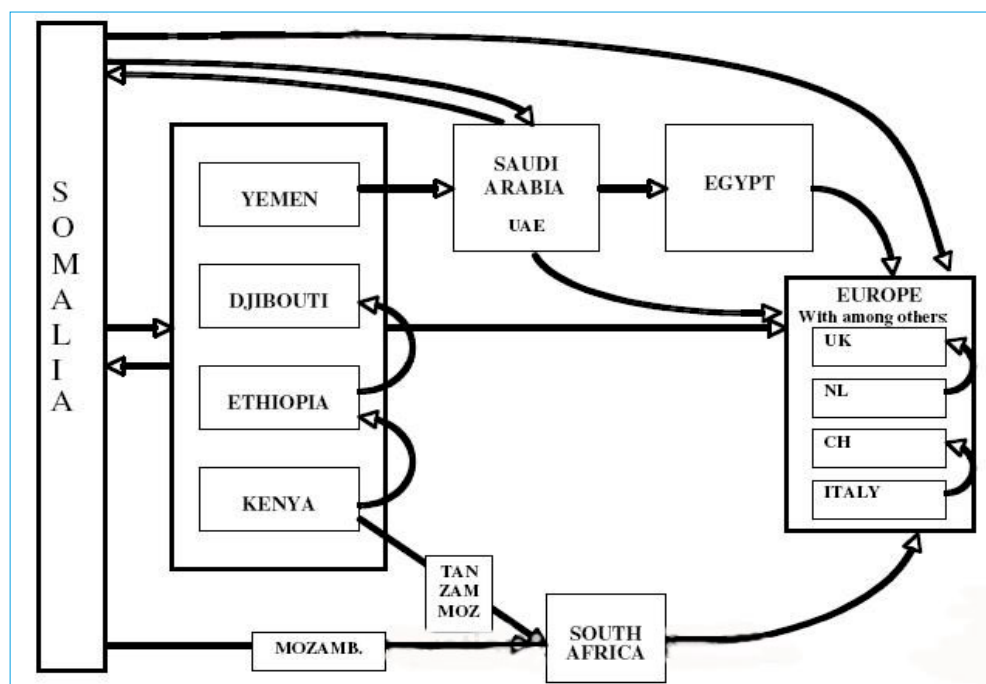 SOMALIA
YEMEN
DJIBOUTI
ETHIOPIA
KENYA
SAUDI
ARABIA
UAE
EGYPT
EUROPE
With among others:
UK
NL
CH
ITALY
TAN
ZAM
MOZ
MOZAMB.
SOUTH
AFRICA